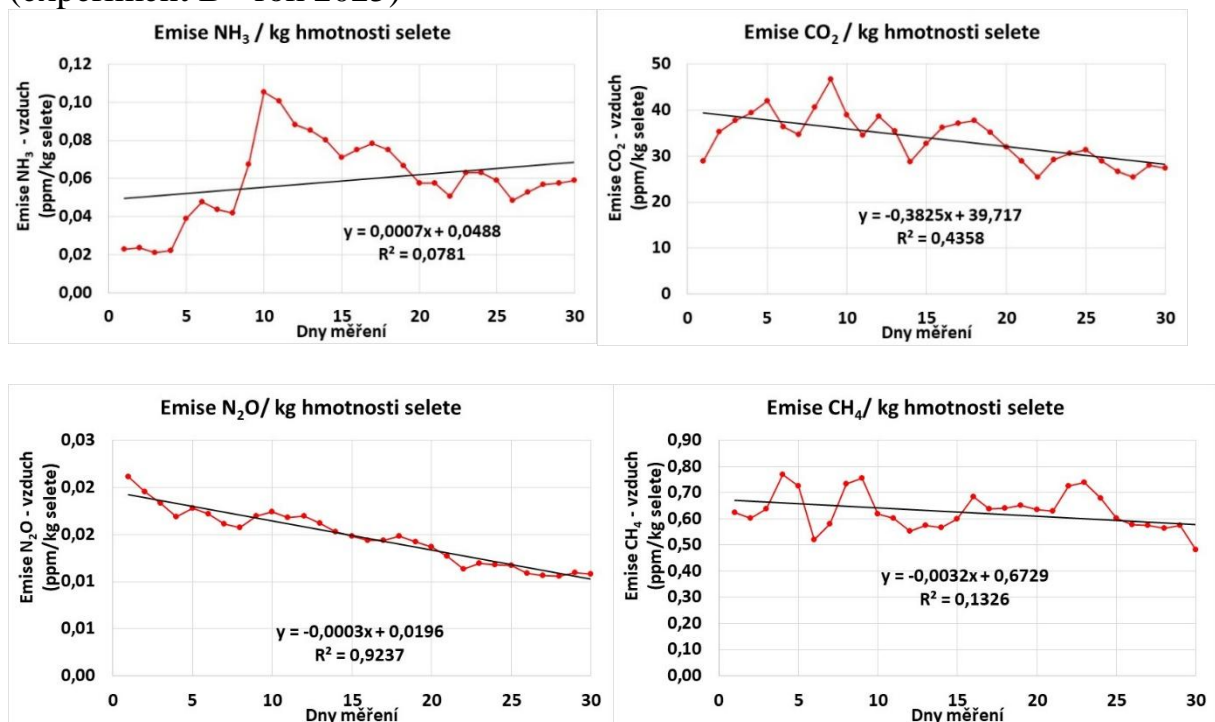 (experiment B - rok 2023)
Emise NH₃ / kg hmotnosti selete
0,12
0,10
0,08
0,06
0,04
0,02
0,00
Emise NH₃ - vzduch
(ppm/kg selete)
y = 0,0007x + 0,0488
R² = 0,0781
0 5 10 15 20 25 30
Dny měření
Emise CO₂ / kg hmotnosti selete
50
40
30
20
10
0
Emise CO₂ - vzduch
(ppm/kg selete)
y = -0,3825x + 39,717
R² = 0,4358
0 5 10 15 20 25 30
Dny měření
Emise N₂O/ kg hmotnosti selete
0,03
0,02
0,02
0,01
0,01
0,00
Emise N₂O - vzduch
(ppm/kg selete)
y = -0,0003x + 0,0196
R² = 0,9237
0 5 10 15 20 25 30
Dny měření
Emise CH₄/ kg hmotnosti selete
0,90
0,80
0,70
0,60
0,50
0,40
0,30
0,20
0,10
0,00
Emise CH₄ - vzduch
(ppm/kg selete)
y = -0,0032x + 0,6729
R² = 0,1326
0 5 10 15 20 25 30
Dny měření